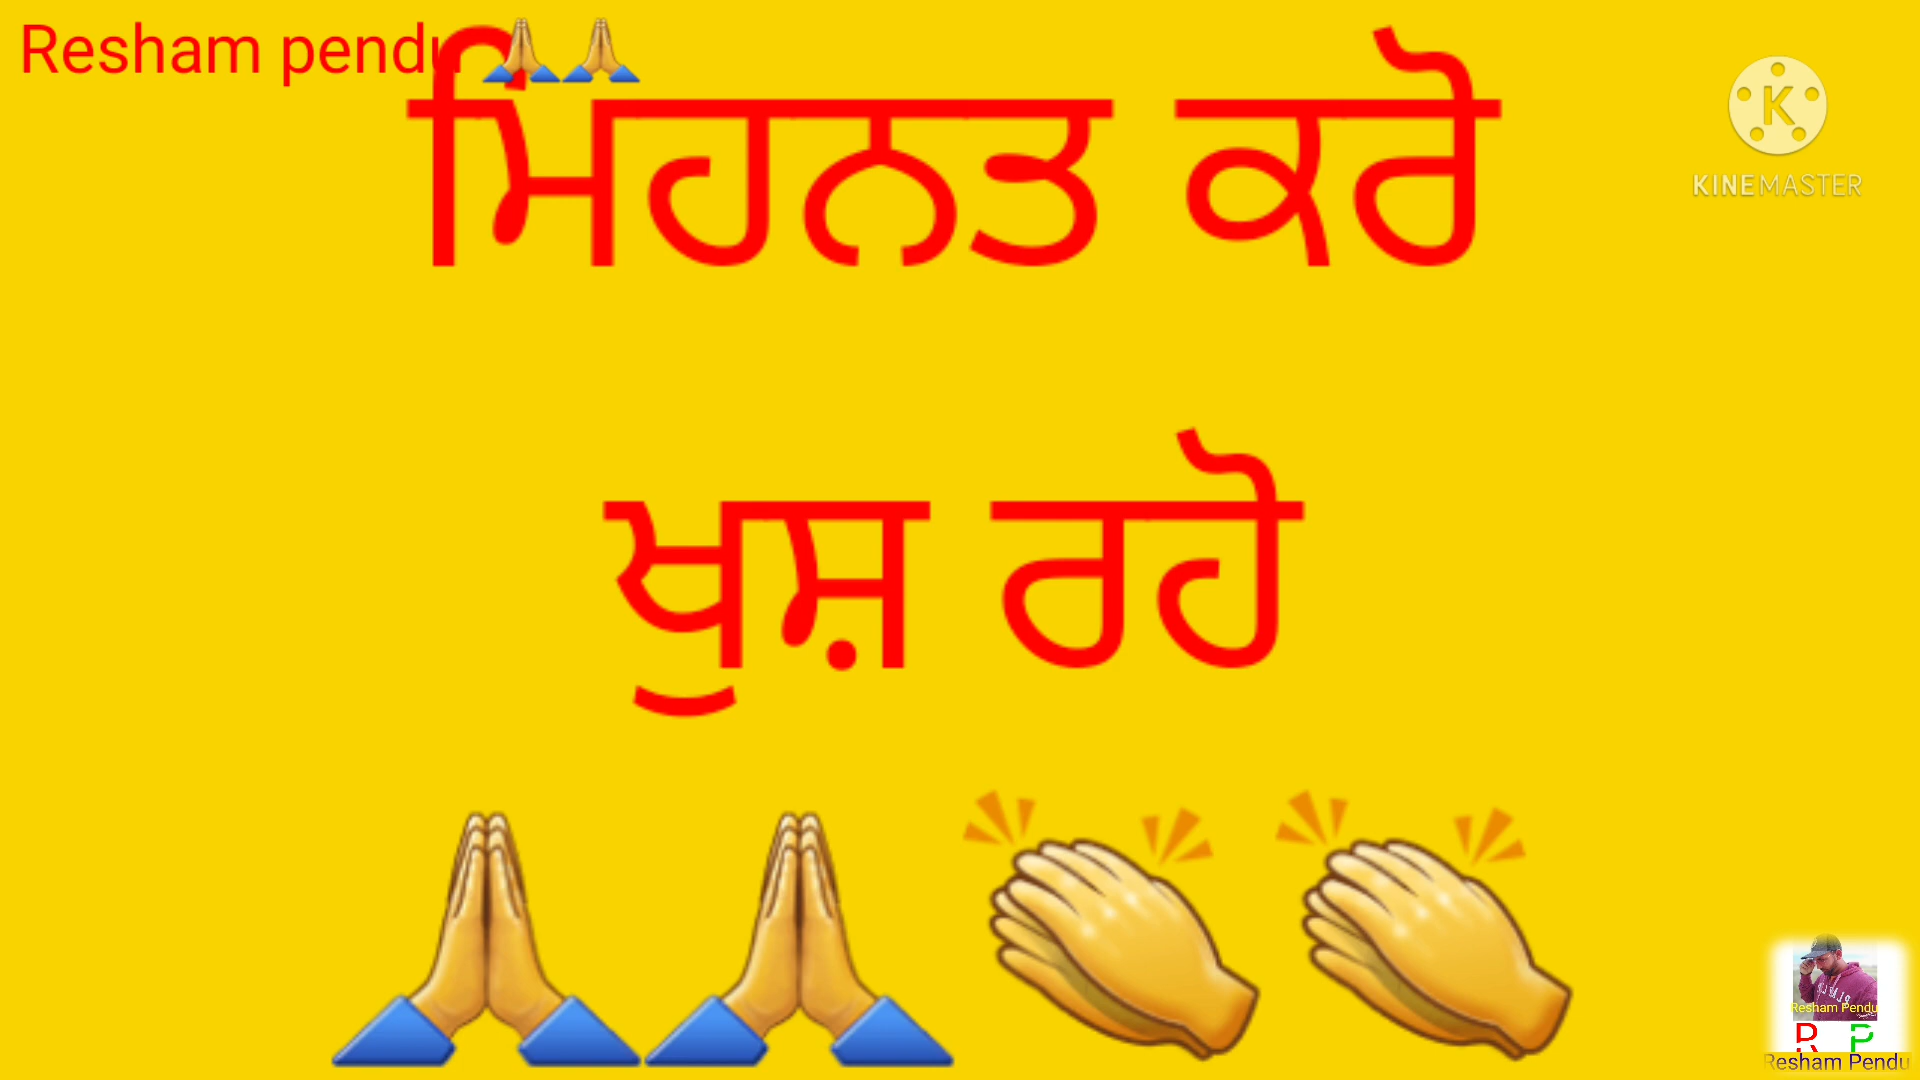 Resham pendu 🙏🙏
ਮਿਹਨਤ ਕਰੋ
KINEMASTER
ਖੁਸ਼ ਰਹੋ
🙏🙏👏👏
Resham Pendu
R P
Resham Pendu